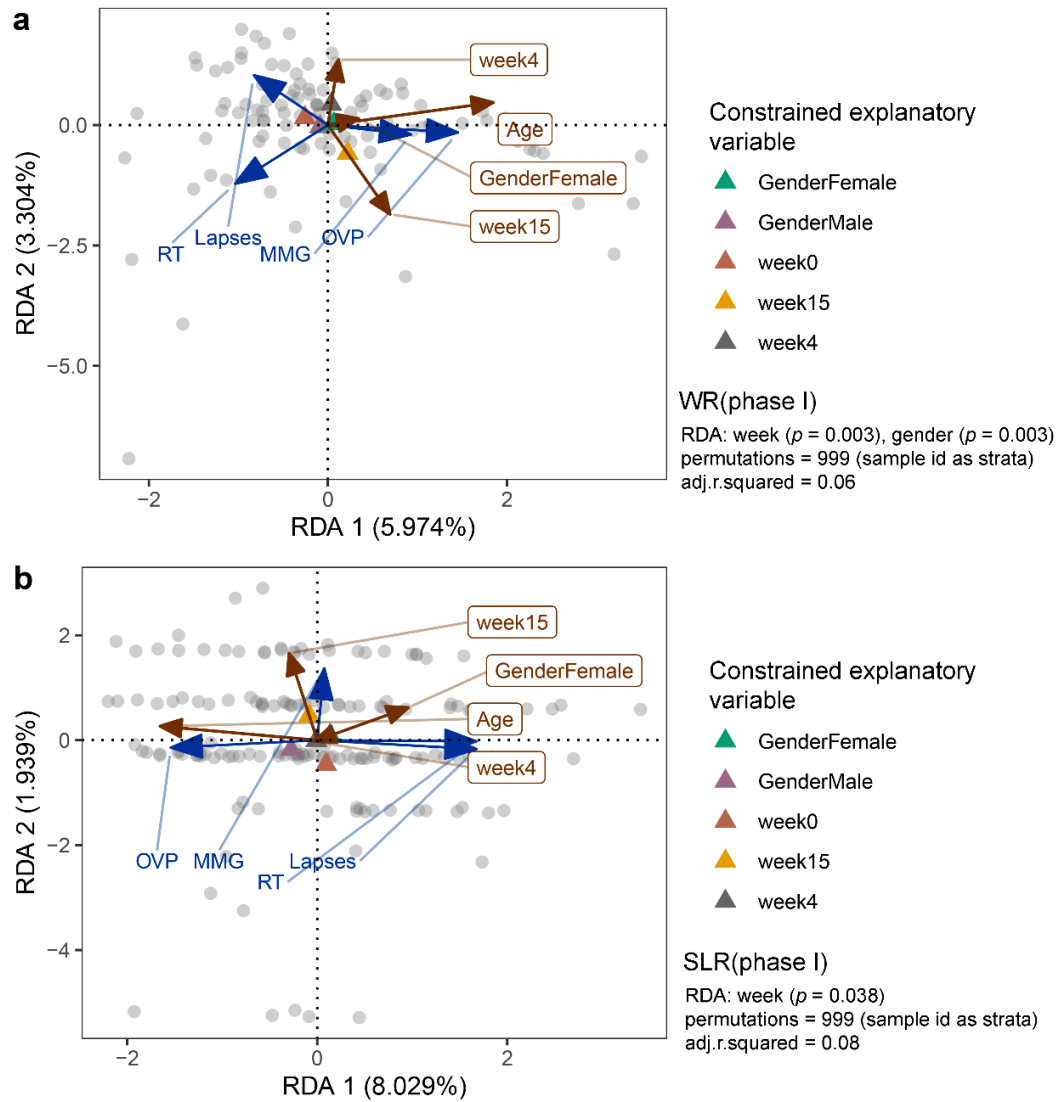 a
week4
Age
GenderFemale
week15
RT
Lapses
MMG
OVP
0.0
−2.5
−5.0
−2
0
2
RDA 1 (5.974%)
RDA 2 (3.304%)
Constrained explanatory
variable
GenderFemale
GenderMale
week0
week15
week4
WR(phase I)
RDA: week (p = 0.003), gender (p = 0.003)
permutations = 999 (sample id as strata)
adj.r.squared = 0.06
b
week15
GenderFemale
Age
week4
OVP
MMG
RT
Lapses
2
0
−2
−4
−2
0
2
RDA 1 (8.029%)
RDA 2 (1.939%)
Constrained explanatory
variable
GenderFemale
GenderMale
week0
week15
week4
SLR(phase I)
RDA: week (p = 0.038)
permutations = 999 (sample id as strata)
adj.r.squared = 0.08